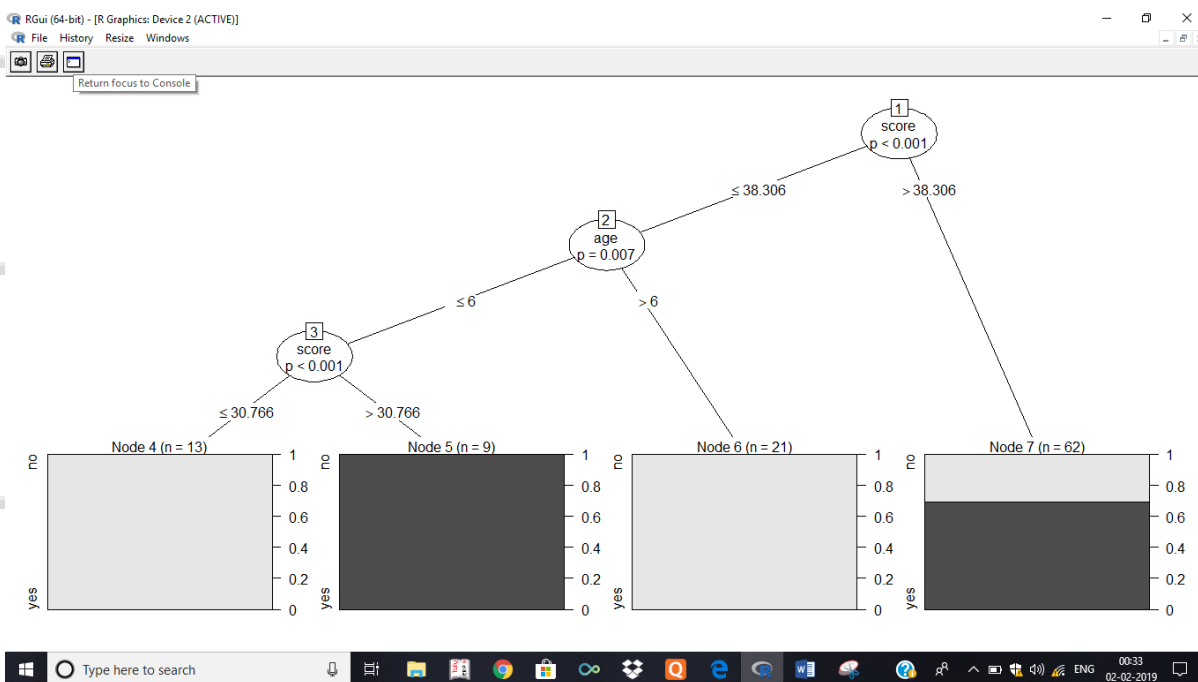 RGui (64-bit) - [R Graphics: Device 2 (ACTIVE)]
File History Resize Windows
Return focus to Console
1
score
p < 0.001
≤ 38.306
> 38.306
2
age
p = 0.007
≤ 6
> 6
3
score
p < 0.001
≤ 30.766
> 30.766
Node 4 (n = 13)
no
yes
1
0.8
0.6
0.4
0.2
0
Node 5 (n = 9)
no
yes
1
0.8
0.6
0.4
0.2
0
Node 6 (n = 21)
no
yes
1
0.8
0.6
0.4
0.2
0
Node 7 (n = 62)
no
yes
1
0.8
0.6
0.4
0.2
0
Type here to search
ENG
00:33
02-02-2019